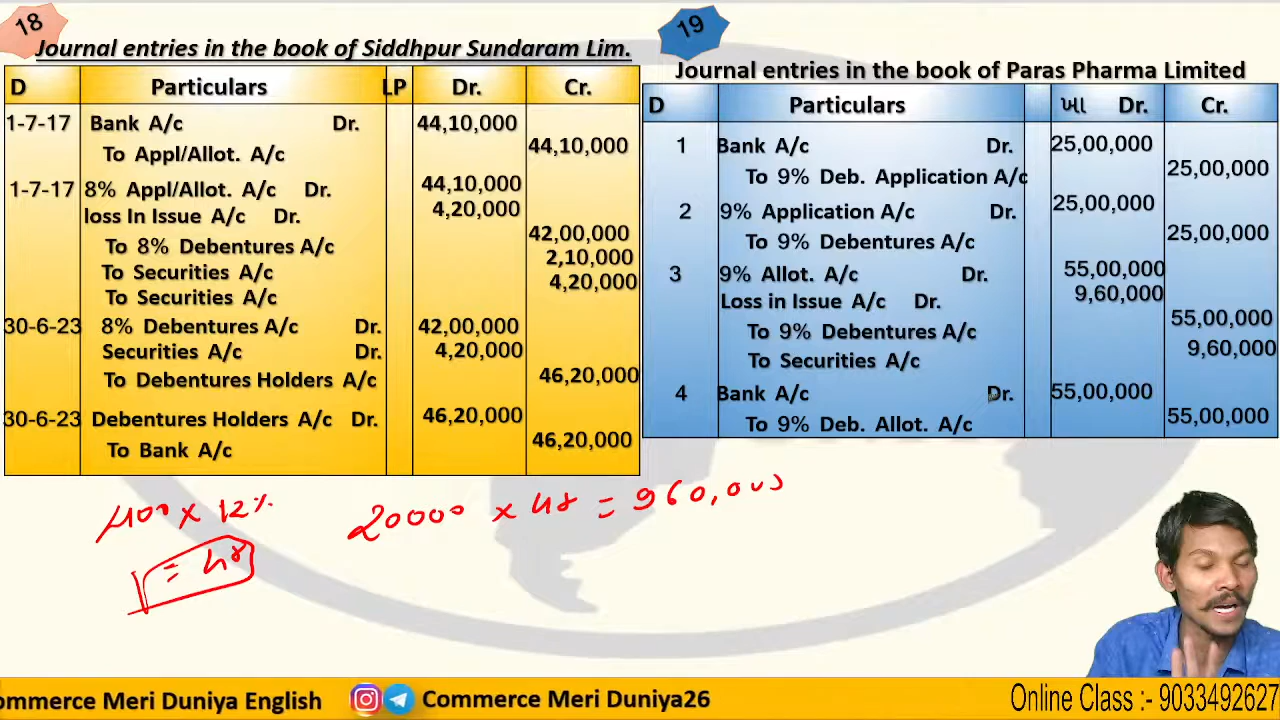 18
Journal entries in the book of Siddhpur Sundaram Lim.
D Particulars LP Dr. Cr.
1-7-17 Bank A/c Dr. 44,10,000
To Appl/Allot. A/c 44,10,000
1-7-17 8% Appl/Allot. A/c Dr. 44,10,000
loss In Issue A/c Dr. 4,20,000
To 8% Debentures A/c 42,00,000
To Securities A/c 2,10,000
To Securities A/c 4,20,000
30-6-23 8% Debentures A/c Dr. 42,00,000
Securities A/c Dr. 4,20,000
To Debentures Holders A/c 46,20,000
30-6-23 Debentures Holders A/c Dr. 46,20,000
To Bank A/c 46,20,000
19
Journal entries in the book of Paras Pharma Limited
D Particulars ખા Dr. Cr.
1 Bank A/c Dr. 25,00,000
To 9% Deb. Application A/c 25,00,000
2 9% Application A/c Dr. 25,00,000
To 9% Debentures A/c 25,00,000
3 9% Allot. A/c Dr. 55,00,000
Loss in Issue A/c Dr. 9,60,000
To 9% Debentures A/c 55,00,000
To Securities A/c 9,60,000
4 Bank A/c Dr. 55,00,000
To 9% Deb. Allot. A/c 55,00,000
400 x 12%
= 48
20000 x 48 = 960,000
ommerce Meri Duniya English Commerce Meri Duniya26 Online Class :- 9033492627